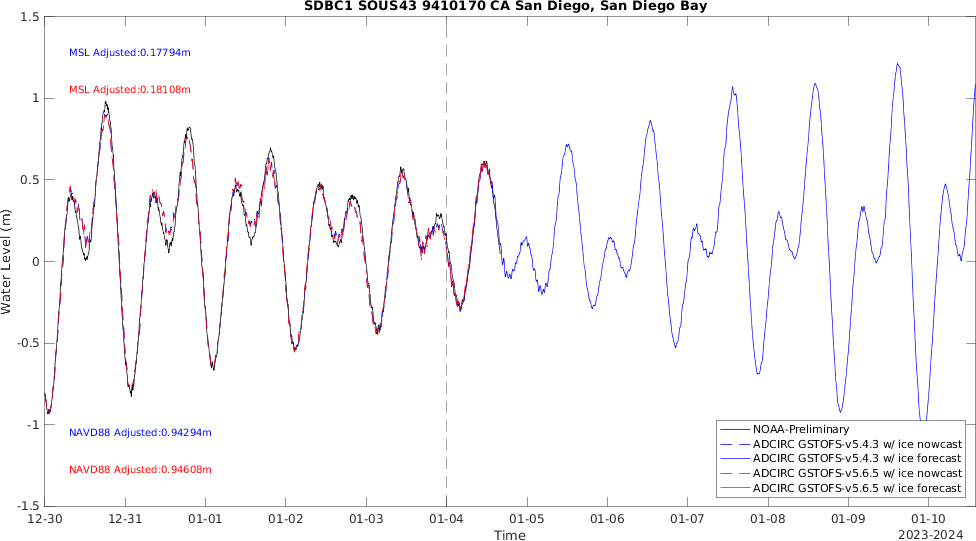 SDBC1 SOUS43 9410170 CA San Diego, San Diego Bay
1.5
1
0.5
0
-0.5
-1
-1.5
Water Level (m)
MSL Adjusted:0.17794m
MSL Adjusted:0.18108m
NAVD88 Adjusted:0.94294m
NAVD88 Adjusted:0.94608m
NOAA-Preliminary
ADCIRC GSTOFS-v5.4.3 w/ ice nowcast
ADCIRC GSTOFS-v5.4.3 w/ ice forecast
ADCIRC GSTOFS-v5.6.5 w/ ice nowcast
ADCIRC GSTOFS-v5.6.5 w/ ice forecast
12-30 12-31 01-01 01-02 01-03 01-04 01-05 01-06 01-07 01-08 01-09 01-10
Time
2023-2024